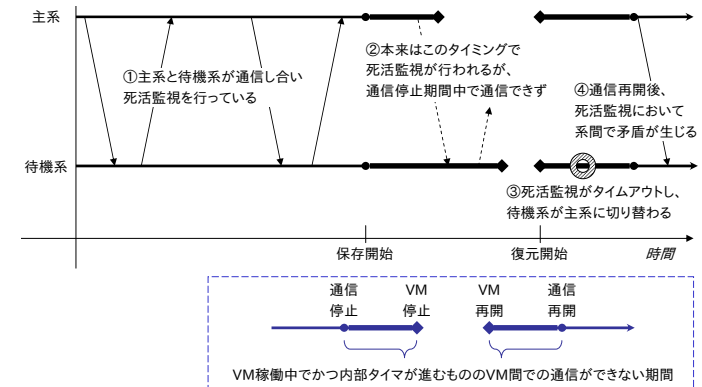 主系
①主系と待機系が通信し合い
死活監視を行っている
②本来はこのタイミングで
死活監視が行われるが、
通信停止期間中で通信できず
④通信再開後、
死活監視において
系間で矛盾が生じる
待機系
③死活監視がタイムアウトし、
待機系が主系に切り替わる
保存開始
復元開始
時間
通信
停止
VM
停止
VM
再開
通信
再開
VM稼働中でかつ内部タイマが進むもののVM間での通信ができない期間